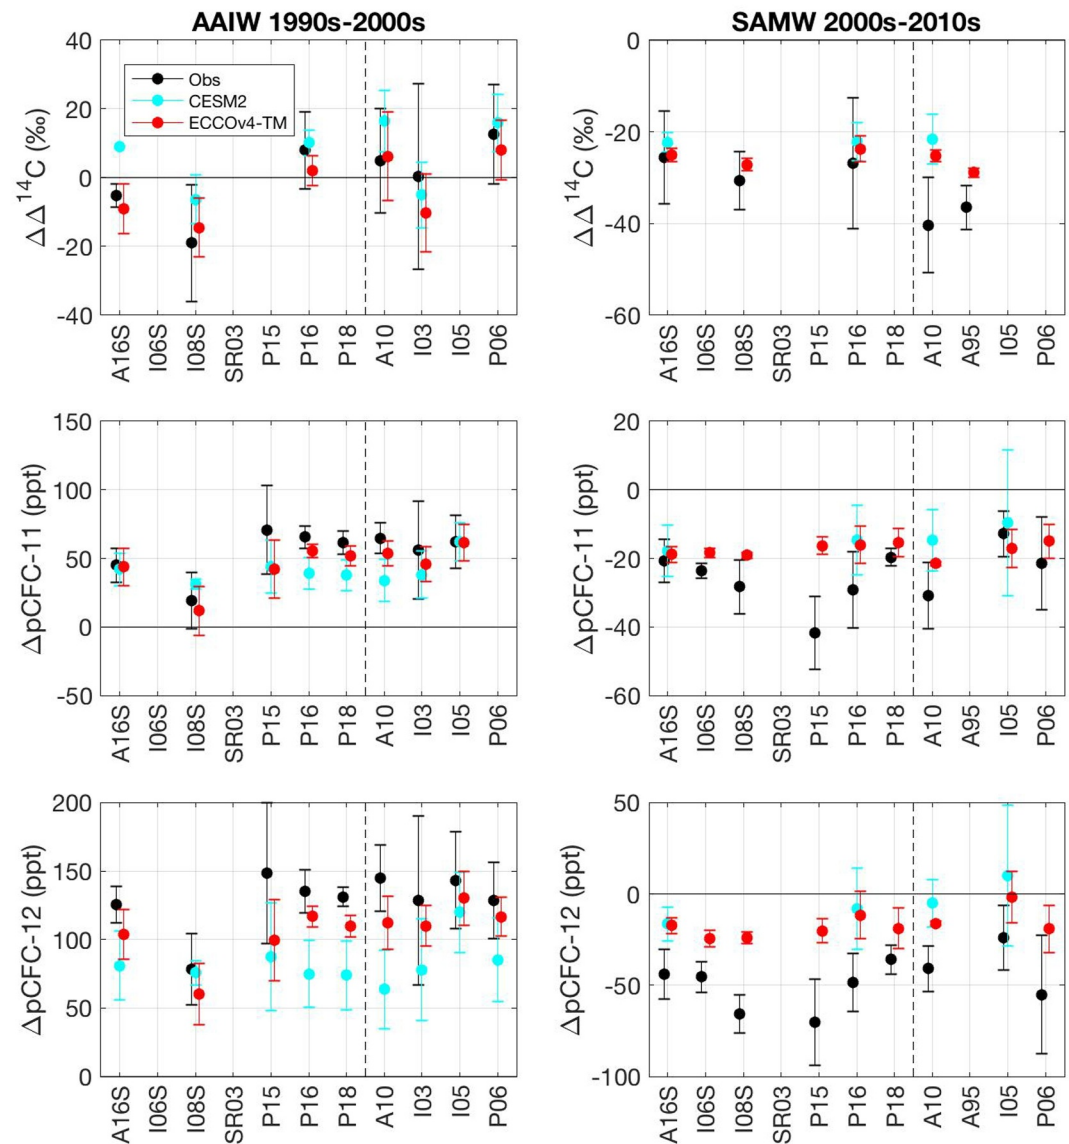 AAIW 1990s-2000s
ΔΔ¹⁴C (‰)
40
20
0
-20
-40
Obs
CESM2
ECCOv4-TM
A16S
I06S
I08S
SR03
P15
P16
P18
A10
I03
I05
P06
SAMW 2000s-2010s
ΔΔ¹⁴C (‰)
0
-20
-40
-60
A16S
I06S
I08S
SR03
P15
P16
P18
A10
A95
I05
P06
ΔpCFC-11 (ppt)
150
100
50
0
-50
A16S
I06S
I08S
SR03
P15
P16
P18
A10
I03
I05
P06
ΔpCFC-11 (ppt)
20
0
-20
-40
-60
A16S
I06S
I08S
SR03
P15
P16
P18
A10
A95
I05
P06
ΔpCFC-12 (ppt)
200
150
100
50
0
A16S
I06S
I08S
SR03
P15
P16
P18
A10
I03
I05
P06
ΔpCFC-12 (ppt)
50
0
-50
-100
A16S
I06S
I08S
SR03
P15
P16
P18
A10
A95
I05
P06